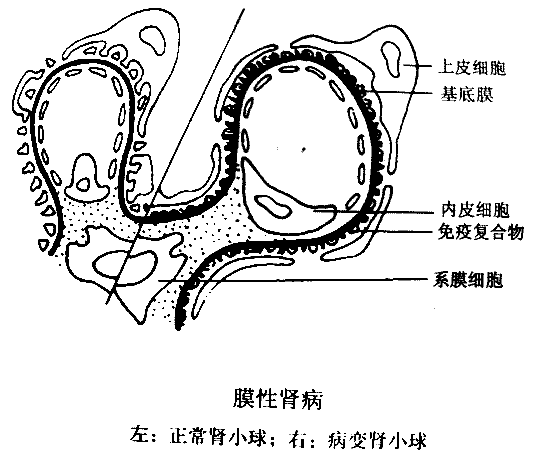 上皮细胞
基底膜
内皮细胞
免疫复合物
系膜细胞
膜性肾病
左：正常肾小球；右：病变肾小球